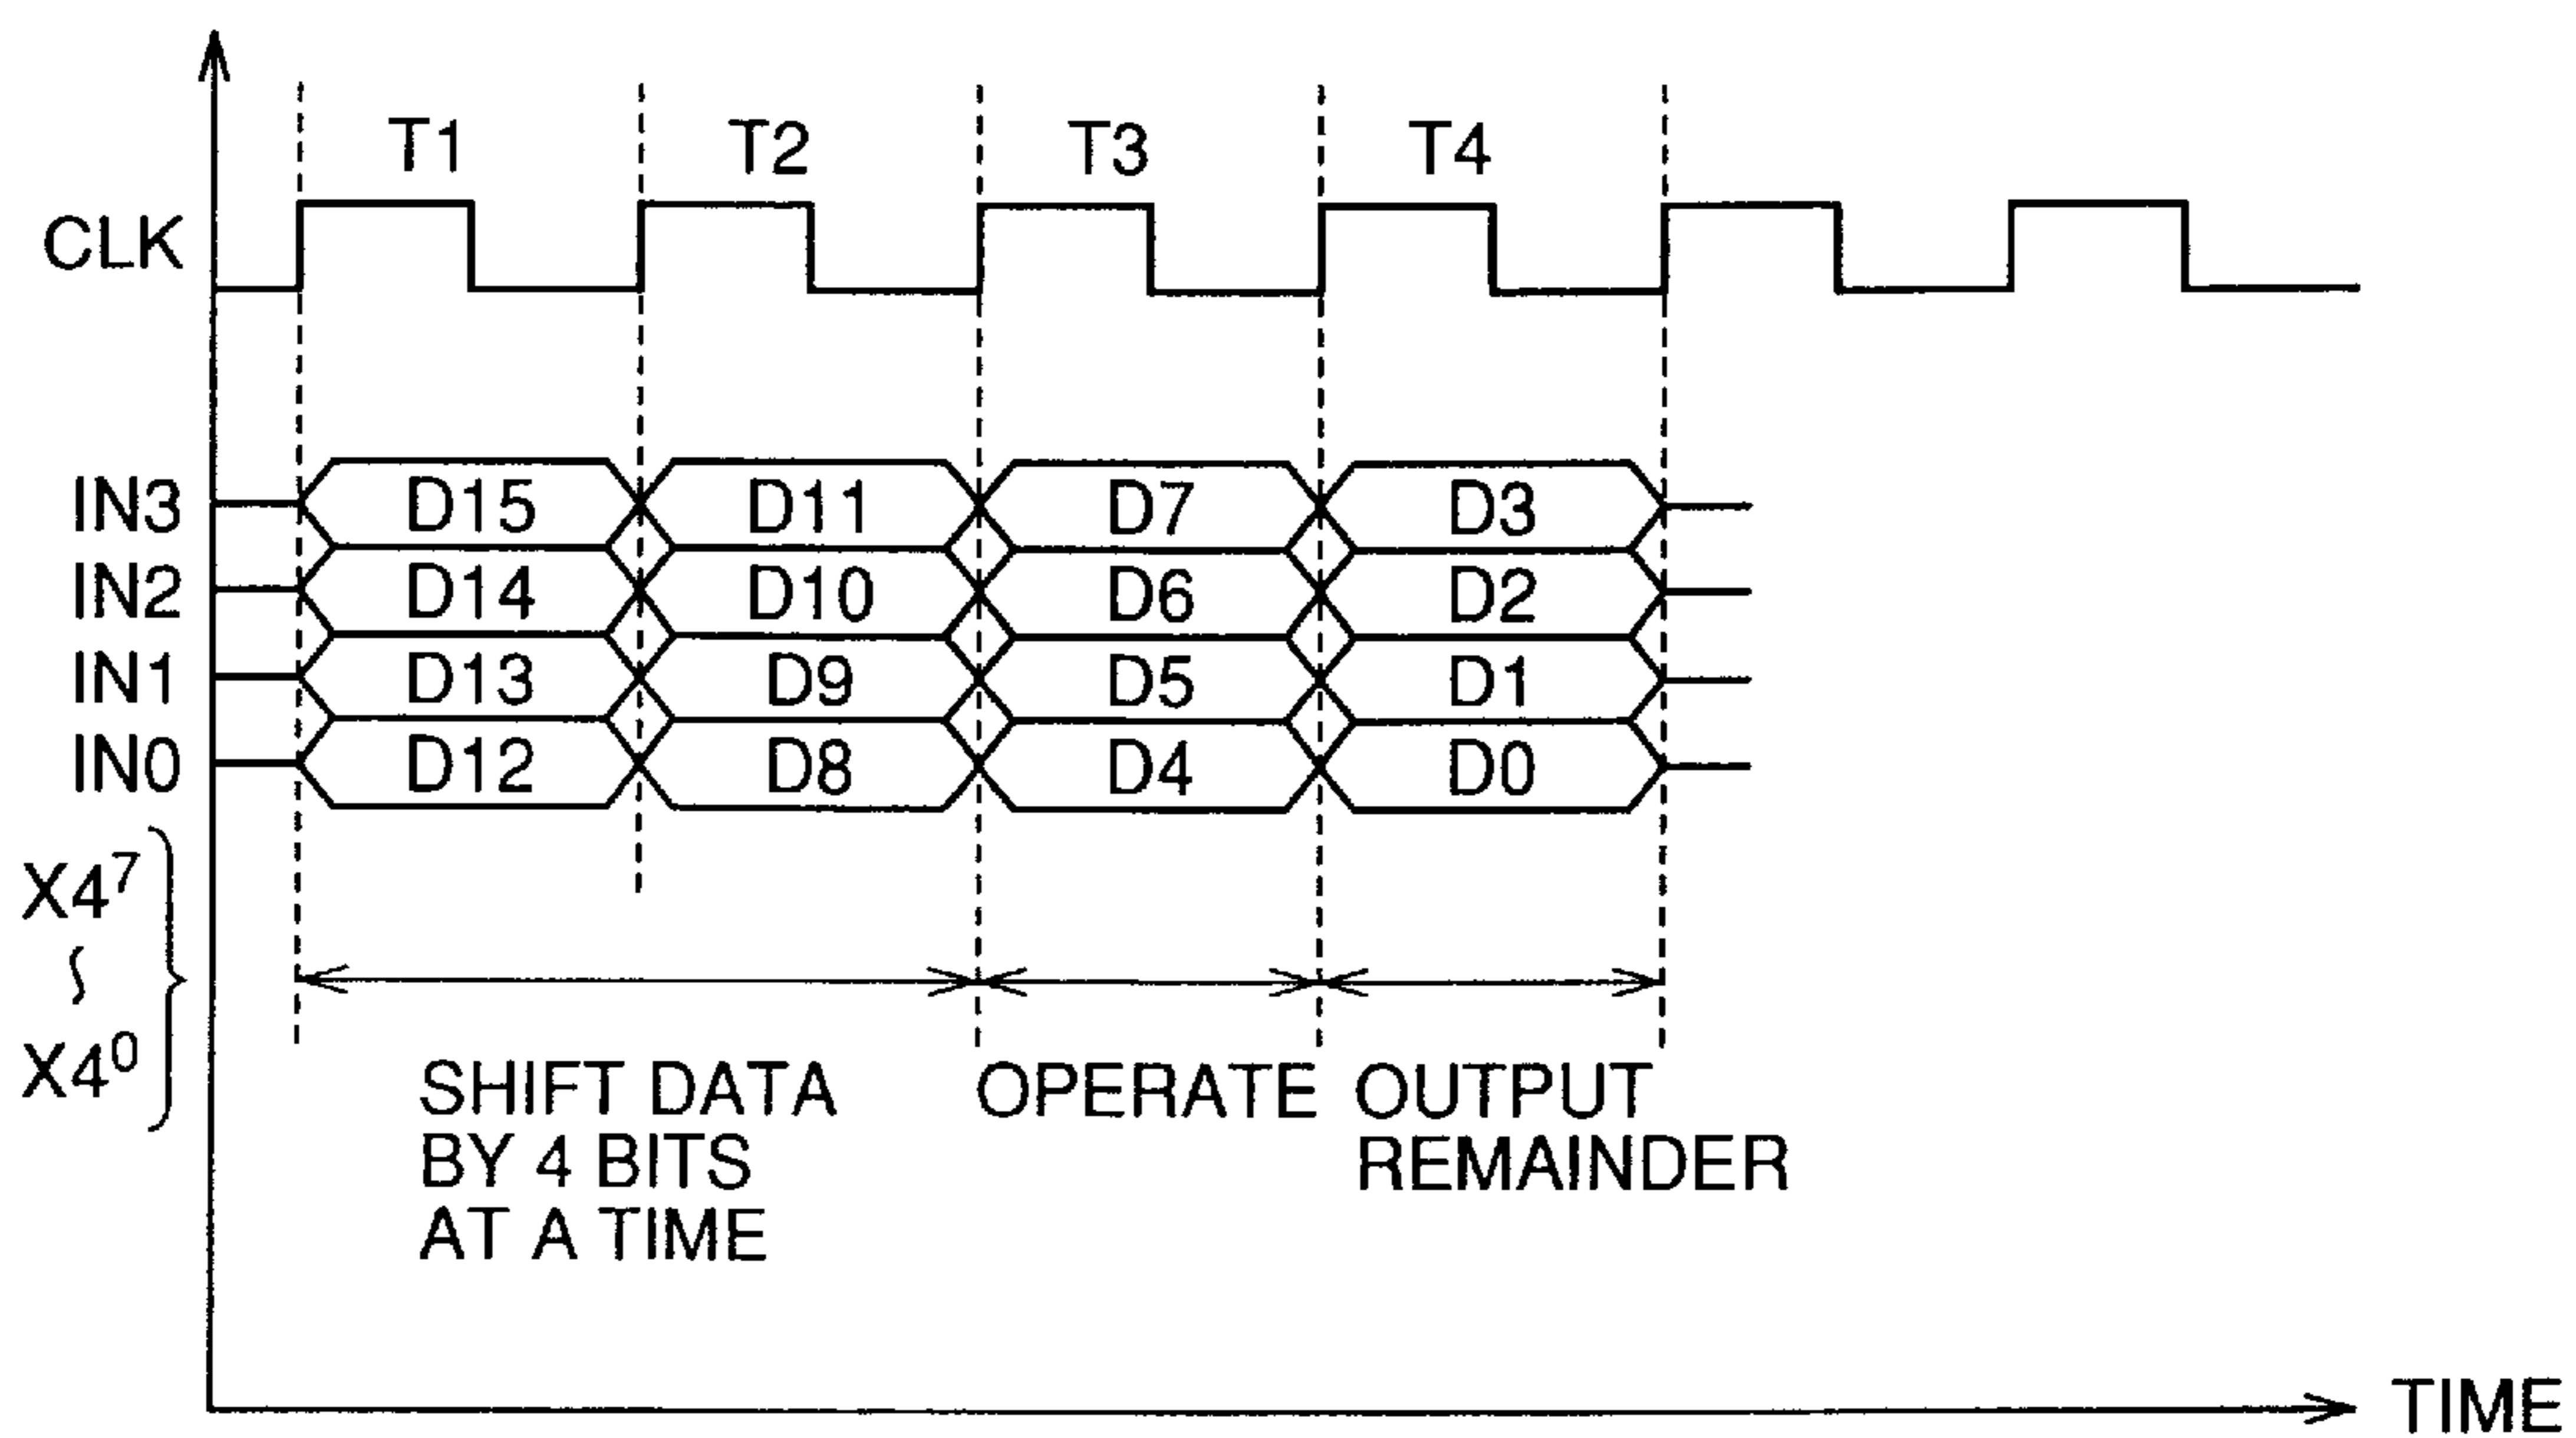 T1 T2 T3 T4
CLK
IN3 D15 D11 D7 D3
IN2 D14 D10 D6 D2
IN1 D13 D9 D5 D1
IN0 D12 D8 D4 D0
X4⁷
~
X4⁰
SHIFT DATA
BY 4 BITS
AT A TIME
OPERATE
OUTPUT
REMAINDER
TIME